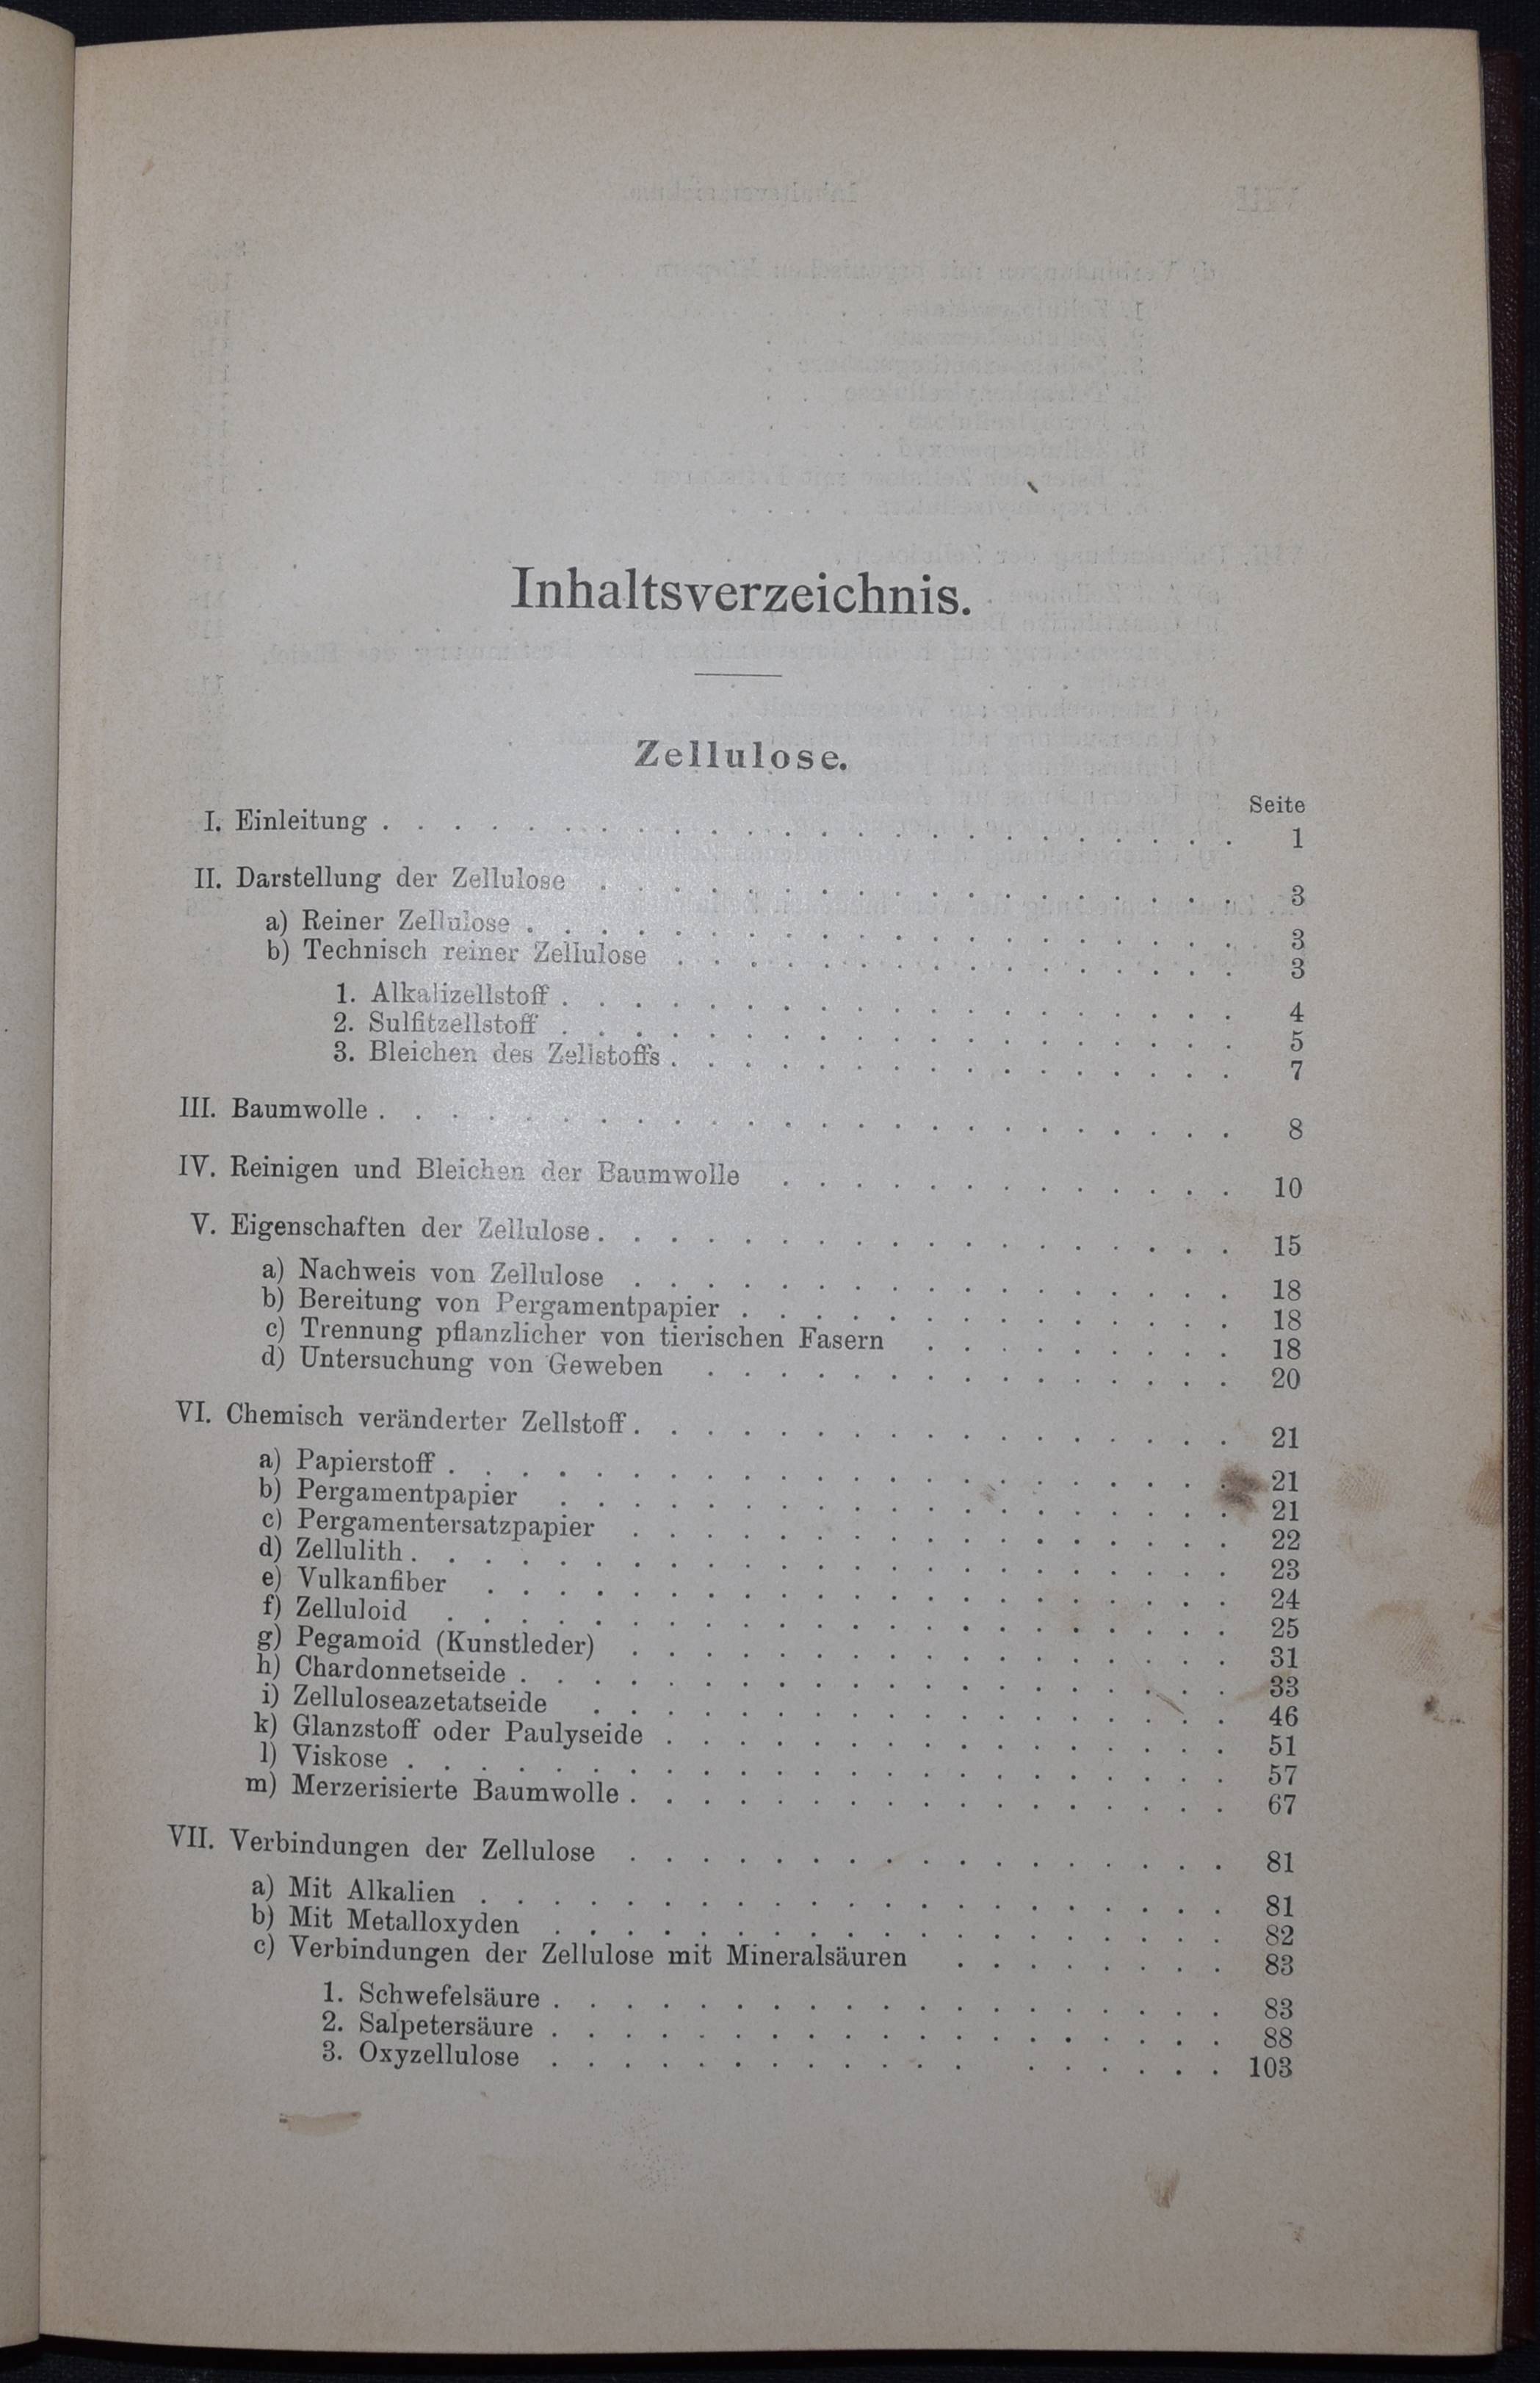 Inhaltsverzeichnis.
Zellulose.
Seite
I. Einleitung . . . . . . . . . . . . . . . . . . . . . . . . 1
II. Darstellung der Zellulose . . . . . . . . . . . . . . . . . . 3
a) Reiner Zellulose . . . . . . . . . . . . . . . . . . . . 3
b) Technisch reiner Zellulose . . . . . . . . . . . . . . . . 3
1. Alkalizellstoff . . . . . . . . . . . . . . . . . . . 4
2. Sulfitzellstoff . . . . . . . . . . . . . . . . . . . 5
3. Bleichen des Zellstoffs . . . . . . . . . . . . . . . . 7
III. Baumwolle . . . . . . . . . . . . . . . . . . . . . . . . 8
IV. Reinigen und Bleichen der Baumwolle . . . . . . . . . . . . . 10
V. Eigenschaften der Zellulose . . . . . . . . . . . . . . . . . . 15
a) Nachweis von Zellulose . . . . . . . . . . . . . . . . . 18
b) Bereitung von Pergamentpapier . . . . . . . . . . . . . . 18
c) Trennung pflanzlicher von tierischen Fasern . . . . . . . . . 18
d) Untersuchung von Geweben . . . . . . . . . . . . . . . 20
VI. Chemisch veränderter Zellstoff . . . . . . . . . . . . . . . . . 21
a) Papierstoff . . . . . . . . . . . . . . . . . . . . . . 21
b) Pergamentpapier . . . . . . . . . . . . . . . . . . . 21
c) Pergamentersatzpapier . . . . . . . . . . . . . . . . . 22
d) Zellulith . . . . . . . . . . . . . . . . . . . . . . . 23
e) Vulkanfiber . . . . . . . . . . . . . . . . . . . . . 24
f) Zelluloid . . . . . . . . . . . . . . . . . . . . . . 25
g) Pegamoid (Kunstleder) . . . . . . . . . . . . . . . . . 31
h) Chardonnetseide . . . . . . . . . . . . . . . . . . . . 33
i) Zelluloseazetatseide . . . . . . . . . . . . . . . . . . 46
k) Glanzstoff oder Paulyseide . . . . . . . . . . . . . . . . 51
l) Viskose . . . . . . . . . . . . . . . . . . . . . . . 57
m) Merzerisierte Baumwolle . . . . . . . . . . . . . . . . . 67
VII. Verbindungen der Zellulose . . . . . . . . . . . . . . . . . 81
a) Mit Alkalien . . . . . . . . . . . . . . . . . . . . . 81
b) Mit Metalloxyden . . . . . . . . . . . . . . . . . . . 82
c) Verbindungen der Zellulose mit Mineralsäuren . . . . . . . . 83
1. Schwefelsäure . . . . . . . . . . . . . . . . . . . 83
2. Salpetersäure . . . . . . . . . . . . . . . . . . . 88
3. Oxyzellulose . . . . . . . . . . . . . . . . . . 103